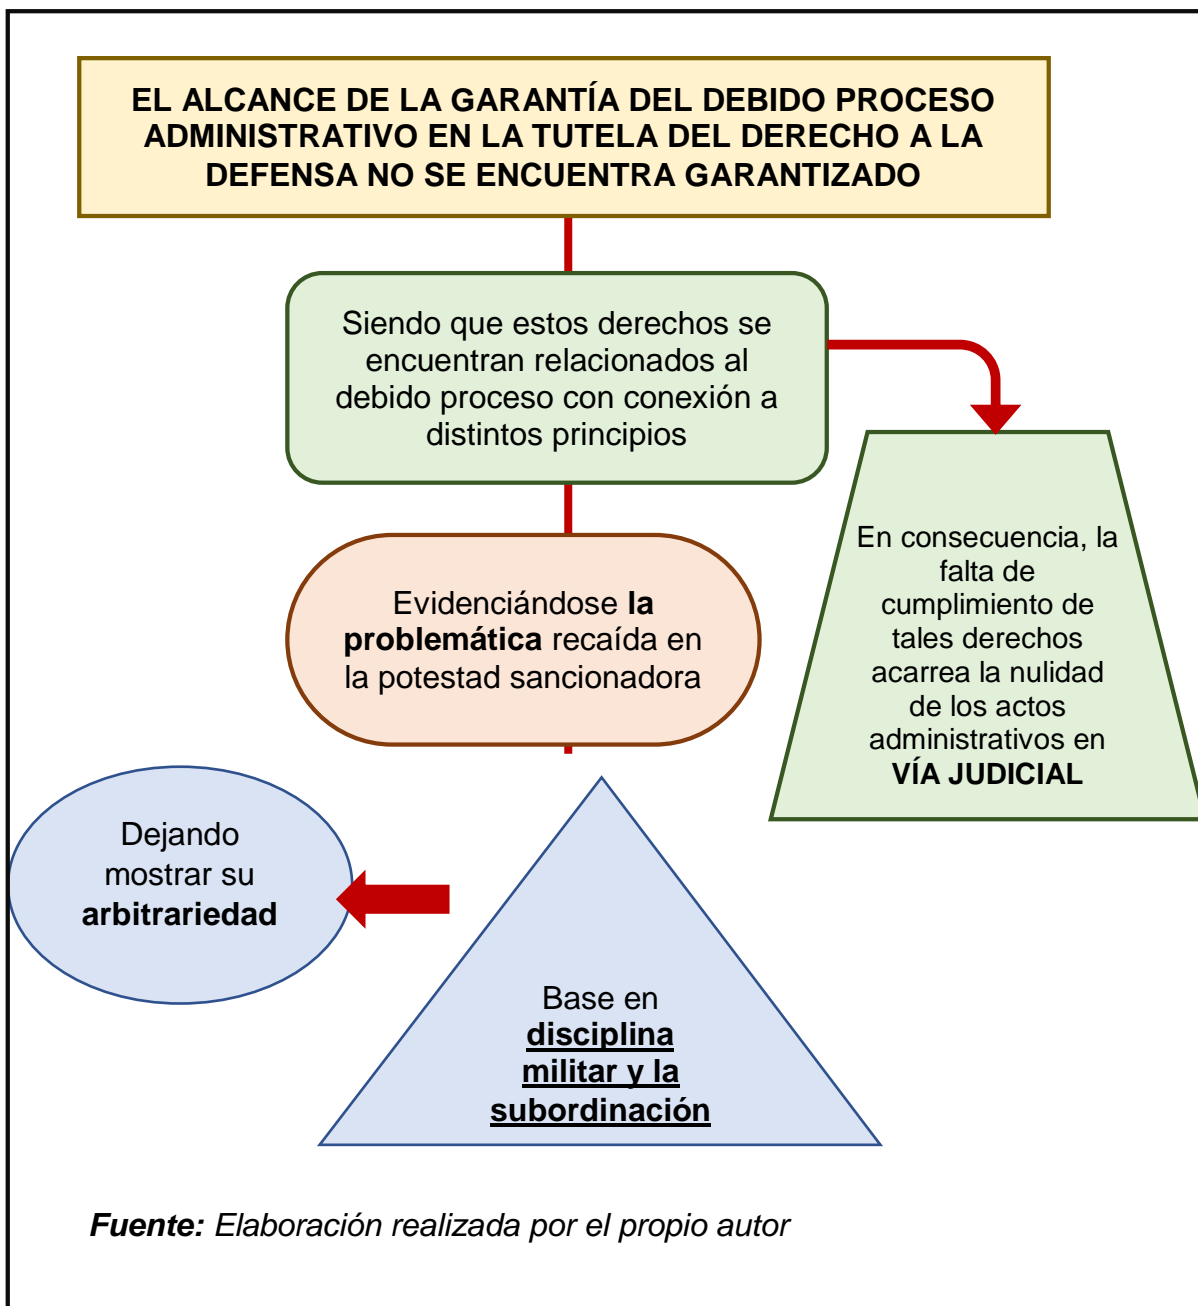 EL ALCANCE DE LA GARANTÍA DEL DEBIDO PROCESO
ADMINISTRATIVO EN LA TUTELA DEL DERECHO A LA
DEFENSA NO SE ENCUENTRA GARANTIZADO
Siendo que estos derechos se
encuentran relacionados al
debido proceso con conexión a
distintos principios
En consecuencia, la
falta de
cumplimiento de
tales derechos
acarrea la nulidad
de los actos
administrativos en
VÍA JUDICIAL
Evidenciándose la
problemática recaída en
la potestad sancionadora
Dejando
mostrar su
arbitrariedad
Base en
disciplina
militar y la
subordinación
Fuente: Elaboración realizada por el propio autor